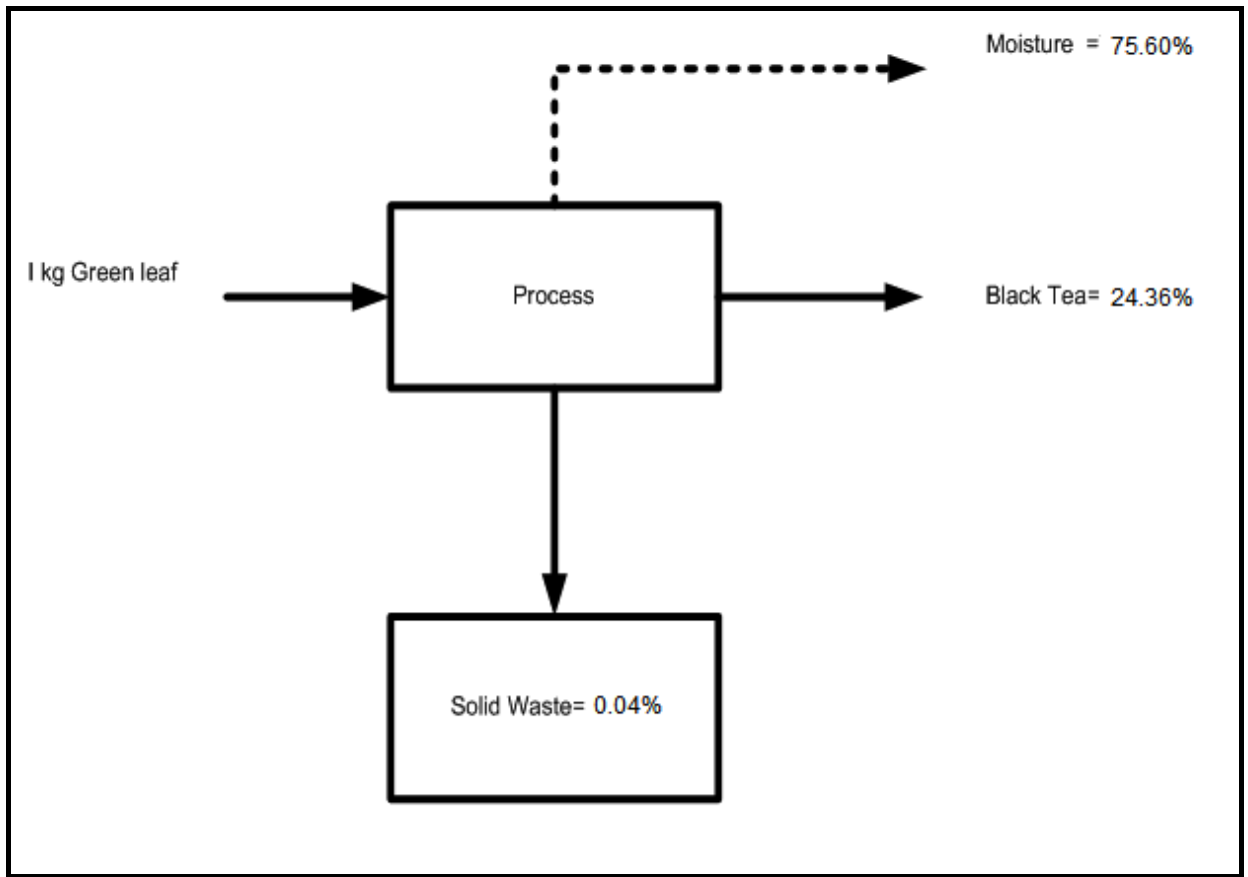 Moisture = 75.60%
I kg Green leaf
Process
Black Tea= 24.36%
Solid Waste= 0.04%